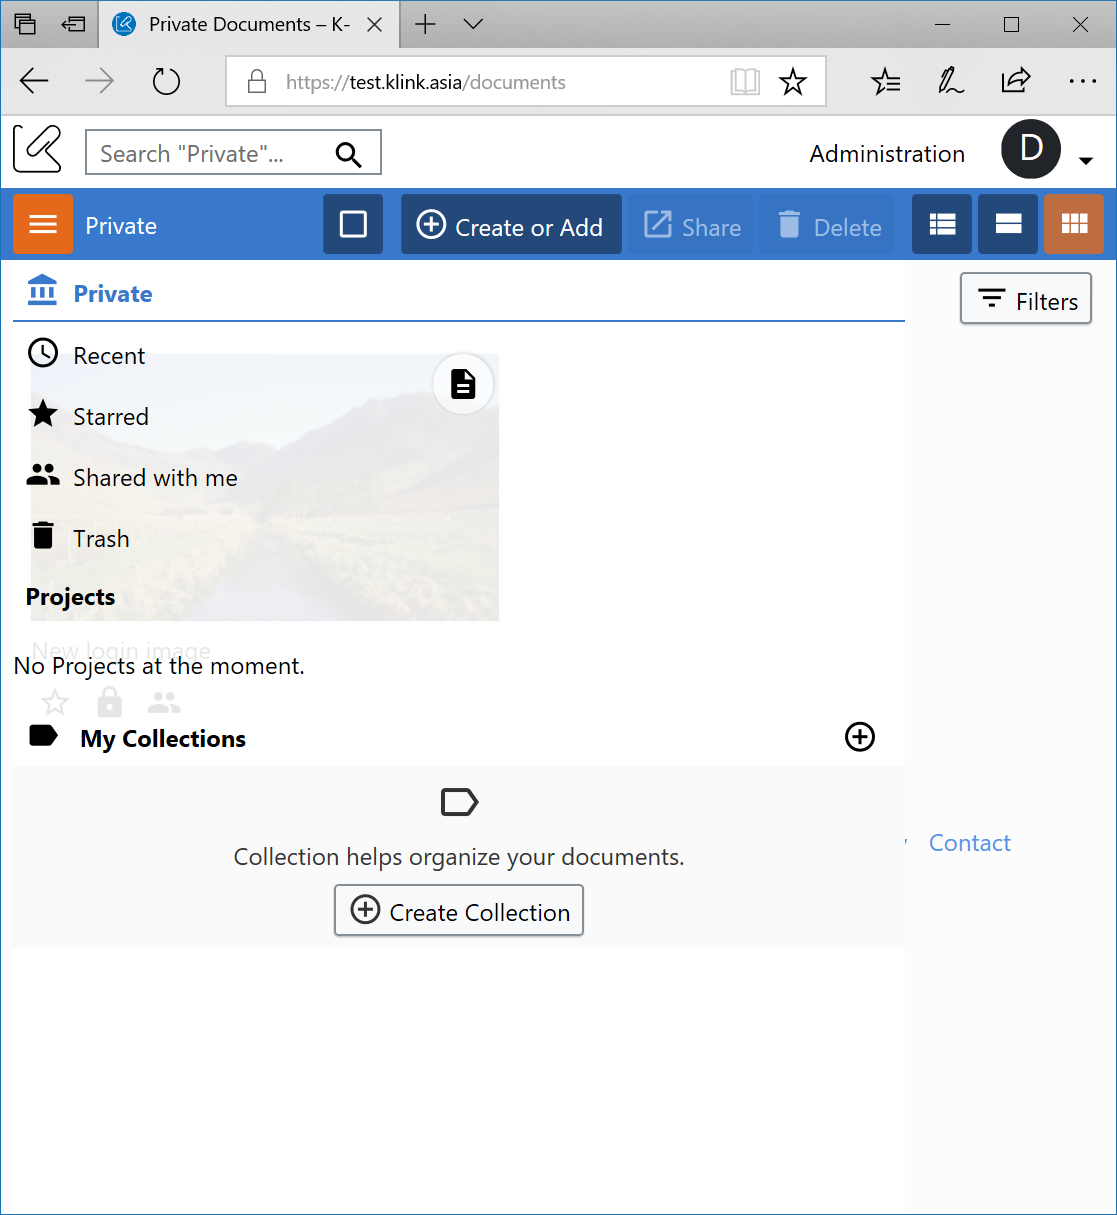 Private Documents – K-
https://test.klink.asia/documents
Search "Private"...
Administration
D
Private
Create or Add
Share
Delete
Private
Filters
Recent
Starred
Shared with me
Trash
Projects
New login image
No Projects at the moment.
My Collections
Collection helps organize your documents.
Contact
Create Collection